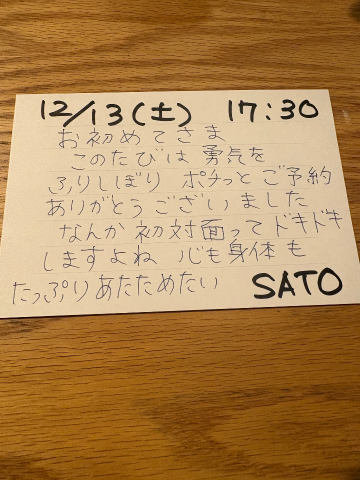 12/13(土) 17:30
お初めてさま
このたびは 勇気を
ふりしぼり ポチっと ご予約
ありがとうございました
なんか 初対面って ドキドキ
しますよね 心も身体も
たっぷりあたためたい SATO